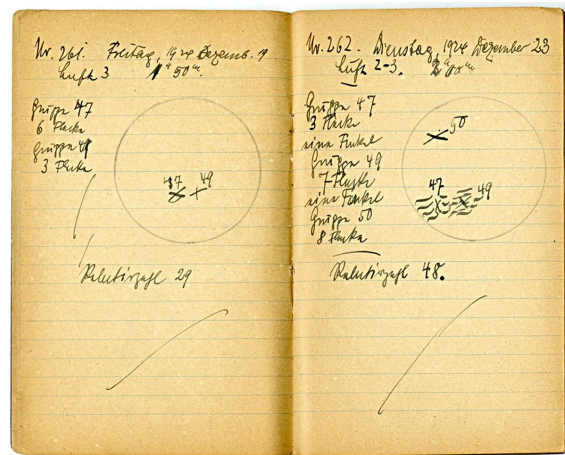 Nr. 261. Freitag, 1924 Dezemb. 19
Luft 3 1h 50m.
Gruppe 47
6 Flecke
Gruppe 49
3 Flecke
47 49
Relativzahl 29
Nr. 262. Dienstag, 1924 Dezember 23
Luft 2-3.
Gruppe 47
3 Flecke
eine Fackel
Gruppe 49
7 Flecke
eine Fackel
Gruppe 50
8 Flecke
50
47 49
Relativzahl 48.